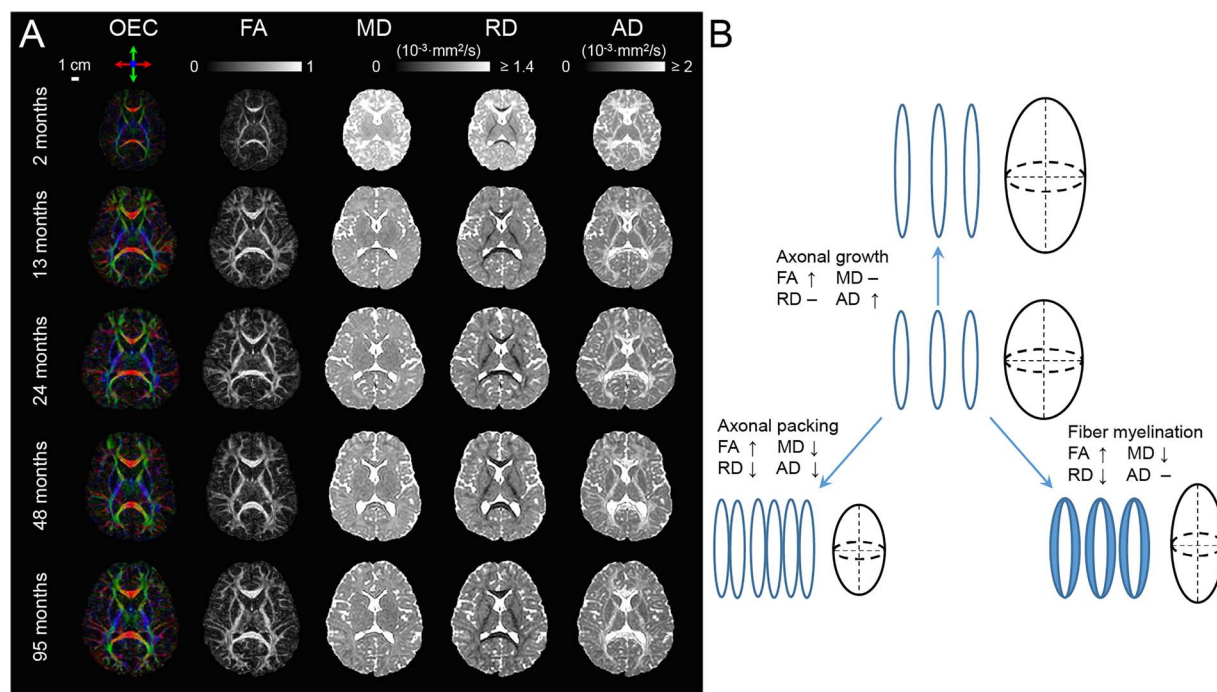 A
OEC FA MD RD AD
1 cm
(10⁻³·mm²/s) (10⁻³·mm²/s)
0 1 0 ≥ 1.4 0 ≥ 2
2 months
13 months
24 months
48 months
95 months
B
Axonal growth
FA ↑ MD –
RD – AD ↑
Axonal packing
FA ↑ MD ↓
RD ↓ AD ↓
Fiber myelination
FA ↑ MD ↓
RD ↓ AD –